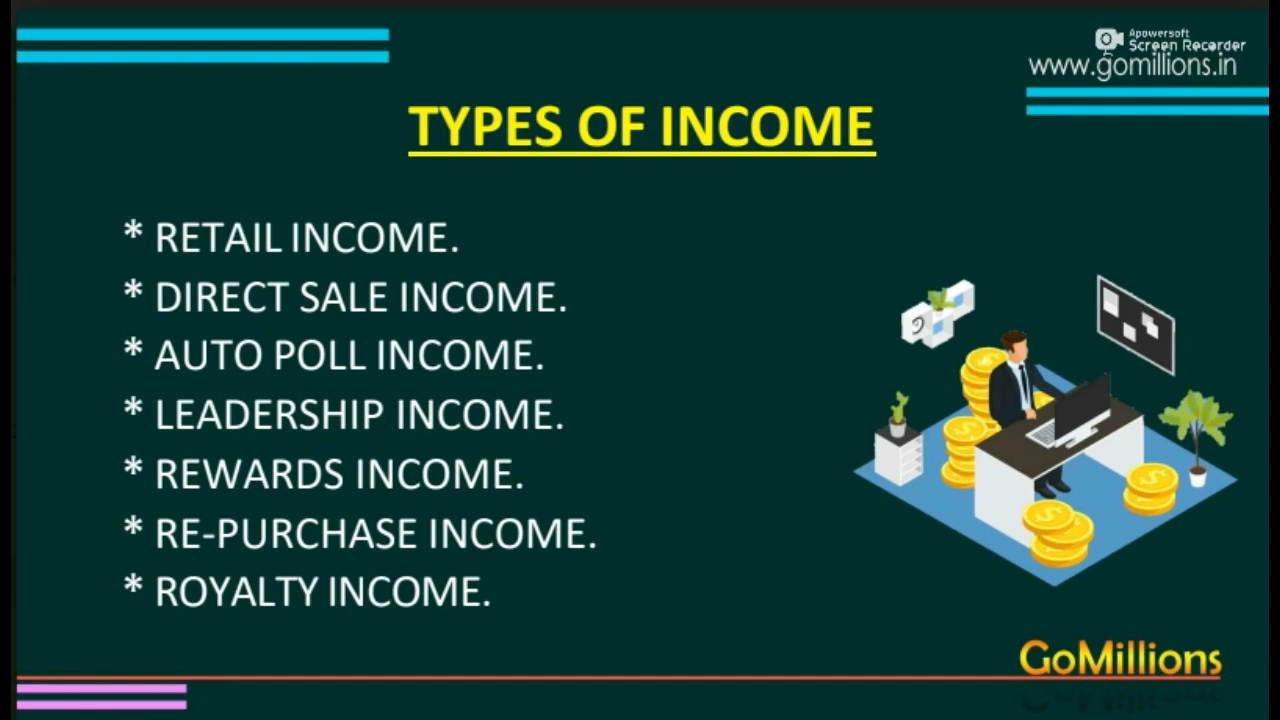 Apowersoft
Screen Recorder
www.gomillions.in
TYPES OF INCOME
* RETAIL INCOME.
* DIRECT SALE INCOME.
* AUTO POLL INCOME.
* LEADERSHIP INCOME.
* REWARDS INCOME.
* RE-PURCHASE INCOME.
* ROYALTY INCOME.
GoMillions